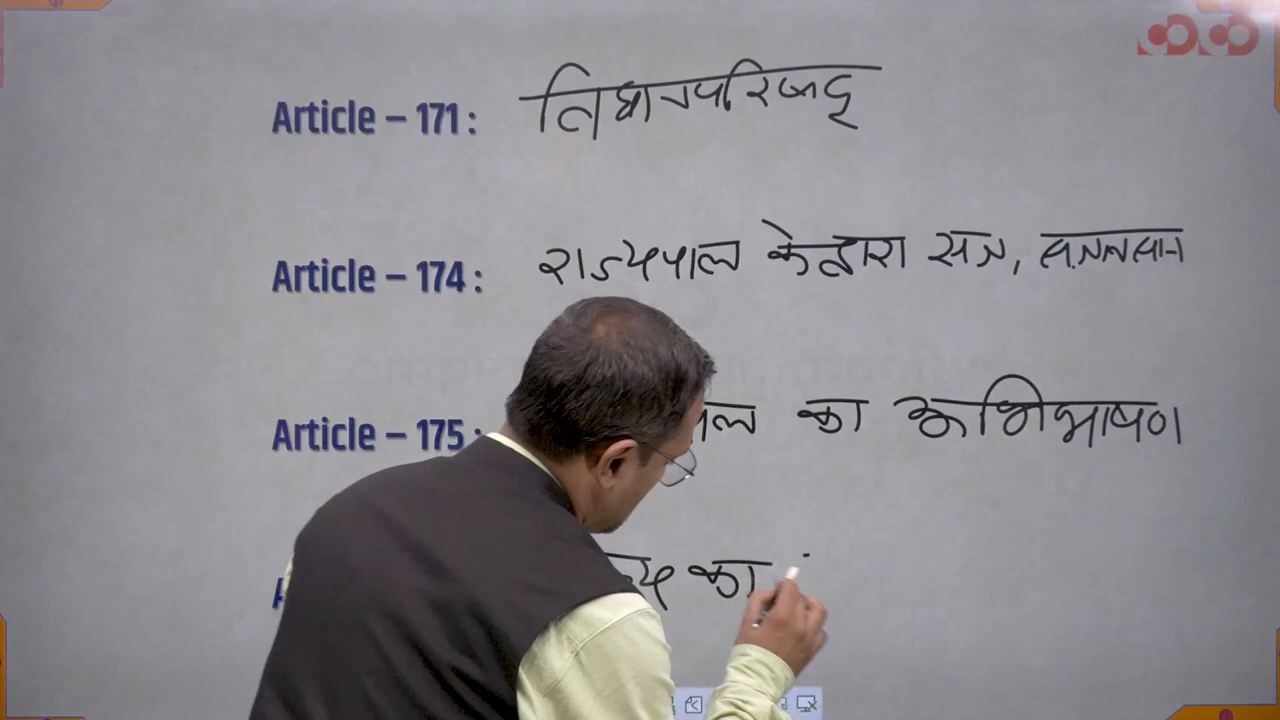 Article – 171 : विधानपरिषद्
Article – 174 : राज्यपाल के द्वारा सत्र, सत्रावसान
Article – 175 : का अभिभाषण
का